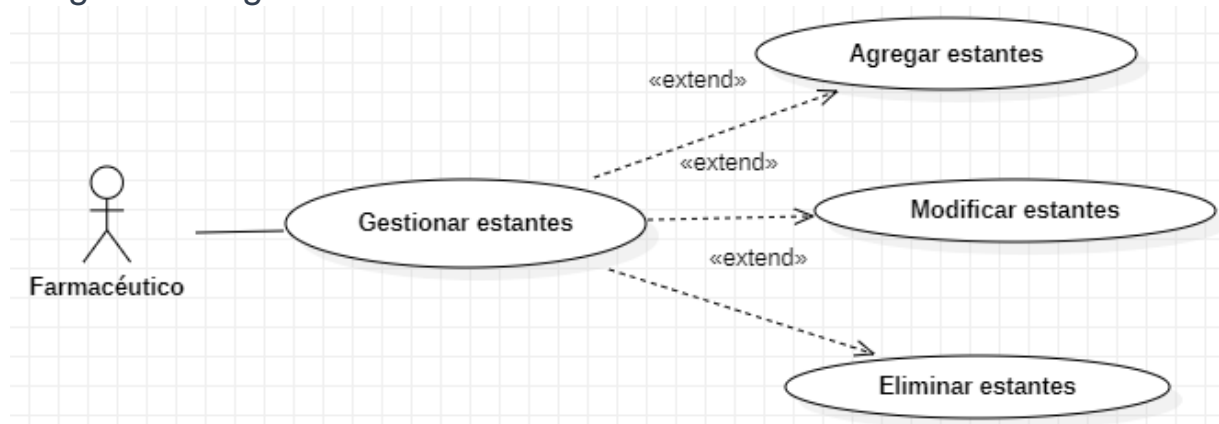 Agregar estantes
«extend»
«extend»
Gestionar estantes
Modificar estantes
«extend»
Farmacéutico
Eliminar estantes